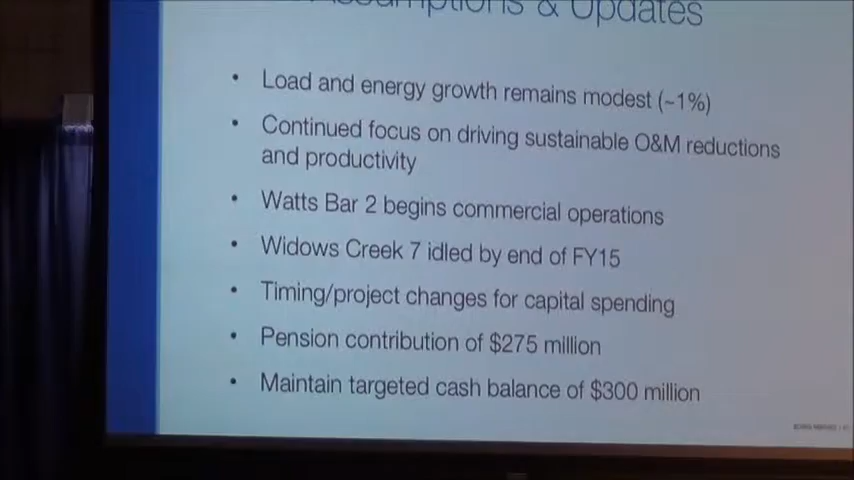 Assumptions & Updates
• Load and energy growth remains modest (~1%)
• Continued focus on driving sustainable O&M reductions
and productivity
• Watts Bar 2 begins commercial operations
• Widows Creek 7 idled by end of FY15
• Timing/project changes for capital spending
• Pension contribution of $275 million
• Maintain targeted cash balance of $300 million